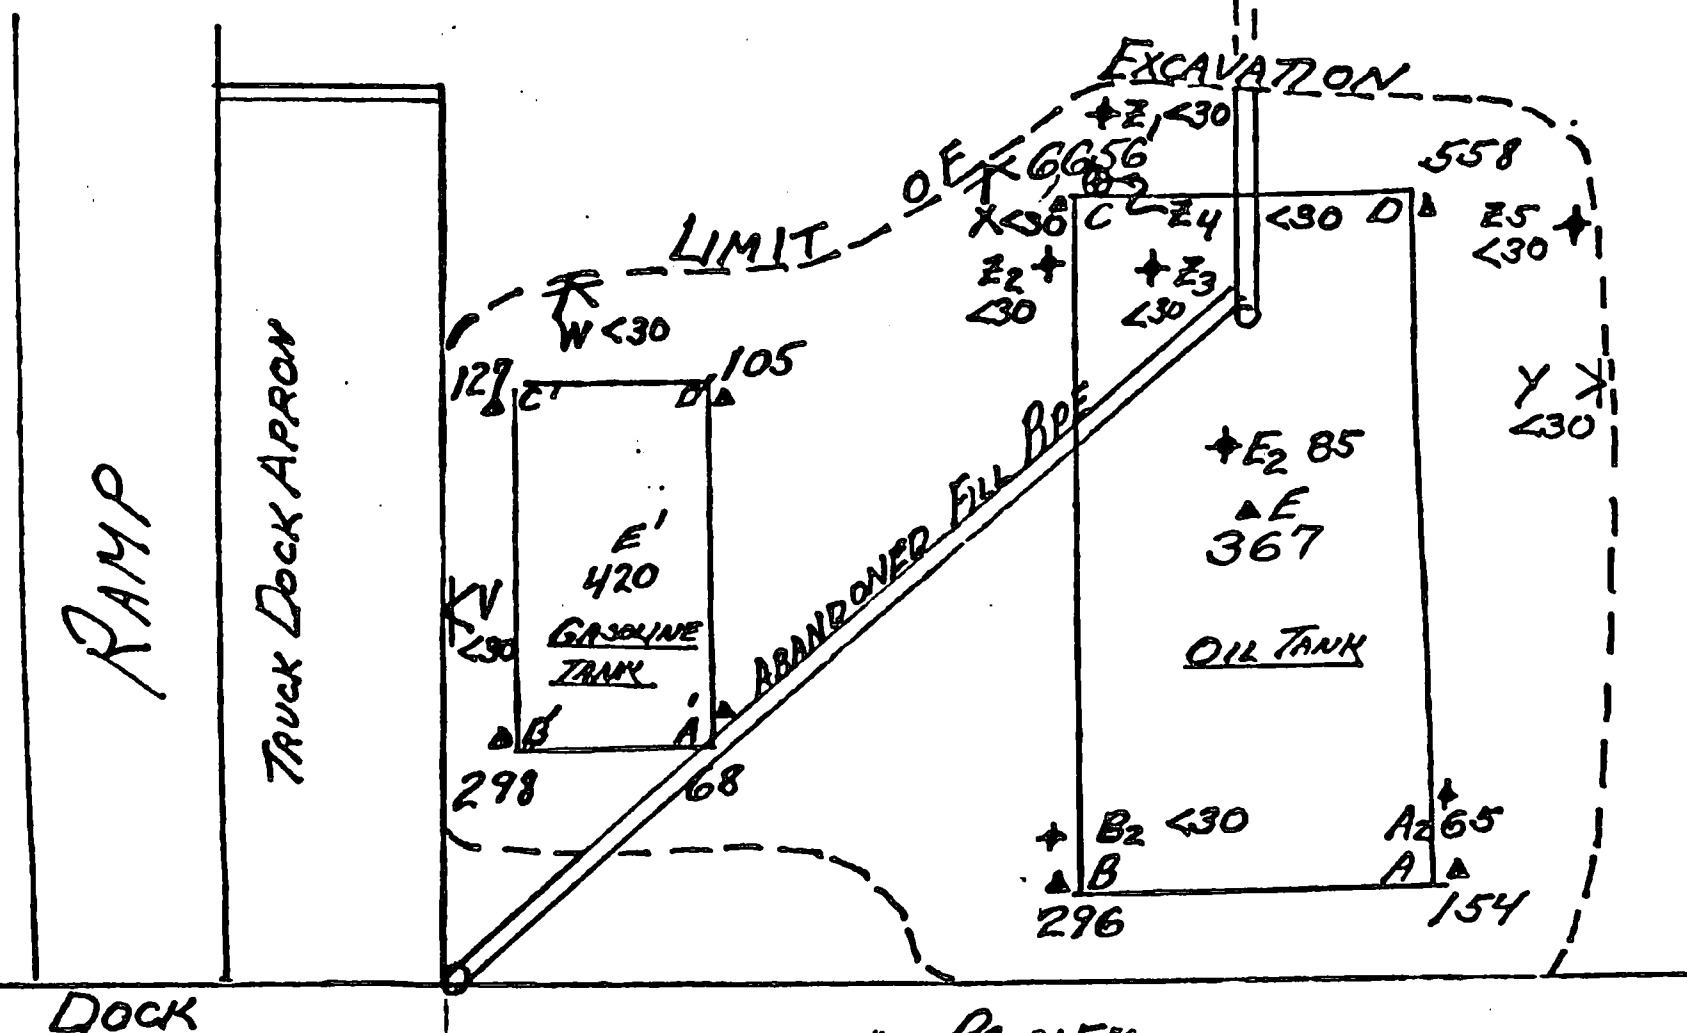 EXCAVATION
Z1 <30
OF
LIMIT
X <30
C
Z4
<30
D
558
Z5
<30
Z2
<30
Z3
<30
W <30
127
C'
D'
105
Y
<30
E2 85
E
367
OIL TANK
ABANDONED FILL PIPE
RAMP
TRUCK DOCK APRON
V
<30
E'
420
GASOLINE
TANK
B'
A'
298
68
B2 <30
A2 65
B
A
296
154
DOCK